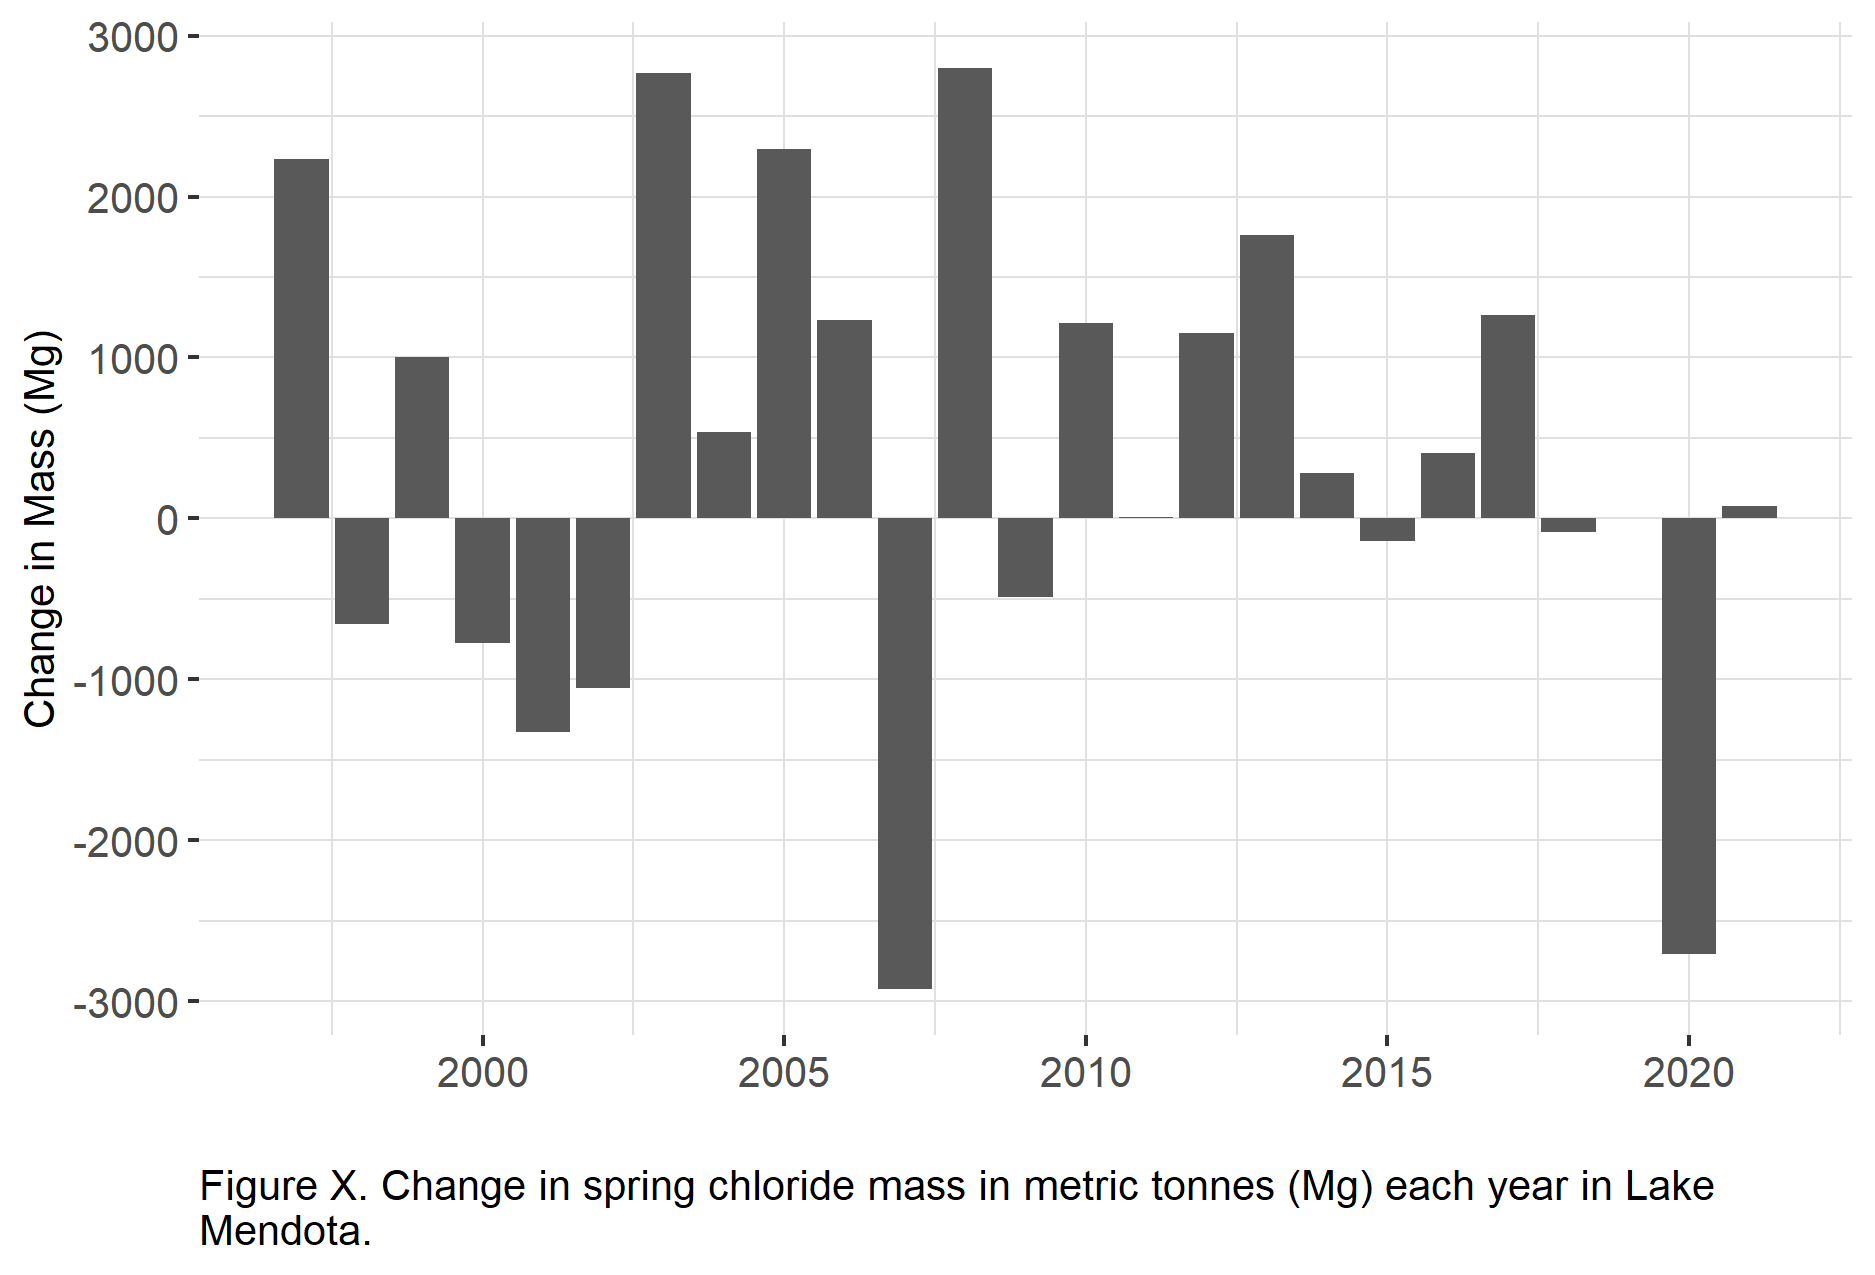 3000
2000
1000
0
-1000
-2000
-3000
Change in Mass (Mg)
2000 2005 2010 2015 2020
Figure X. Change in spring chloride mass in metric tonnes (Mg) each year in Lake
Mendota.